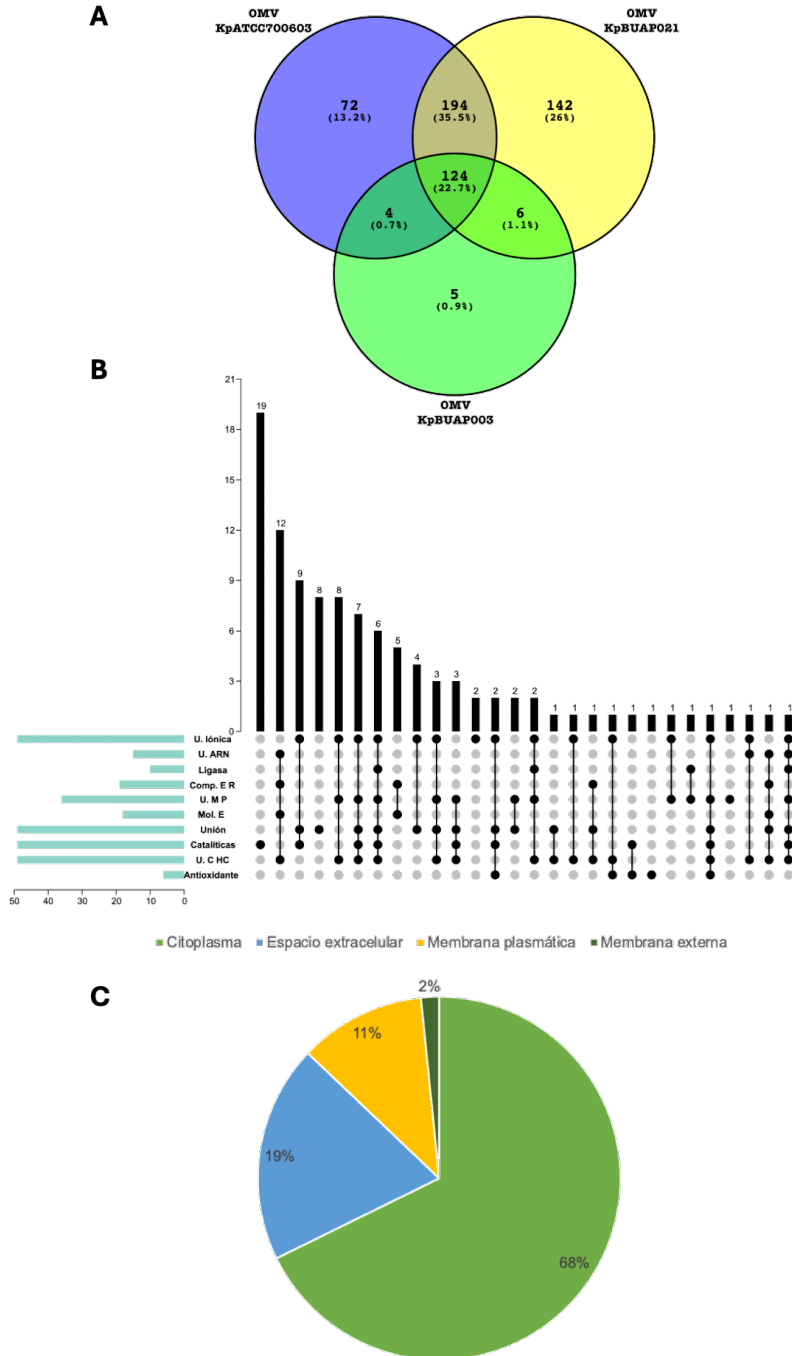 A
OMV
KpATCC700603
OMV
KpBUAP021
72
(13.2%)
194
(35.5%)
142
(26%)
124
(22.7%)
4
(0.7%)
6
(1.1%)
5
(0.9%)
OMV
KpBUAP003
B
21
18
15
12
9
6
3
0
19
12
9
8
8
7
6
5
4
3
3
2
2
2
2
1
1
1
1
1
1
1
1
1
1
1
1
1
U. Iónica
U. ARN
Ligasa
Comp. E R
U. M P
Mol. E
Unión
Catalíticas
U. C HC
Antioxidante
50 40 30 20 10 0
Citoplasma Espacio extracelular Membrana plasmática Membrana externa
C
2%
11%
19%
68%